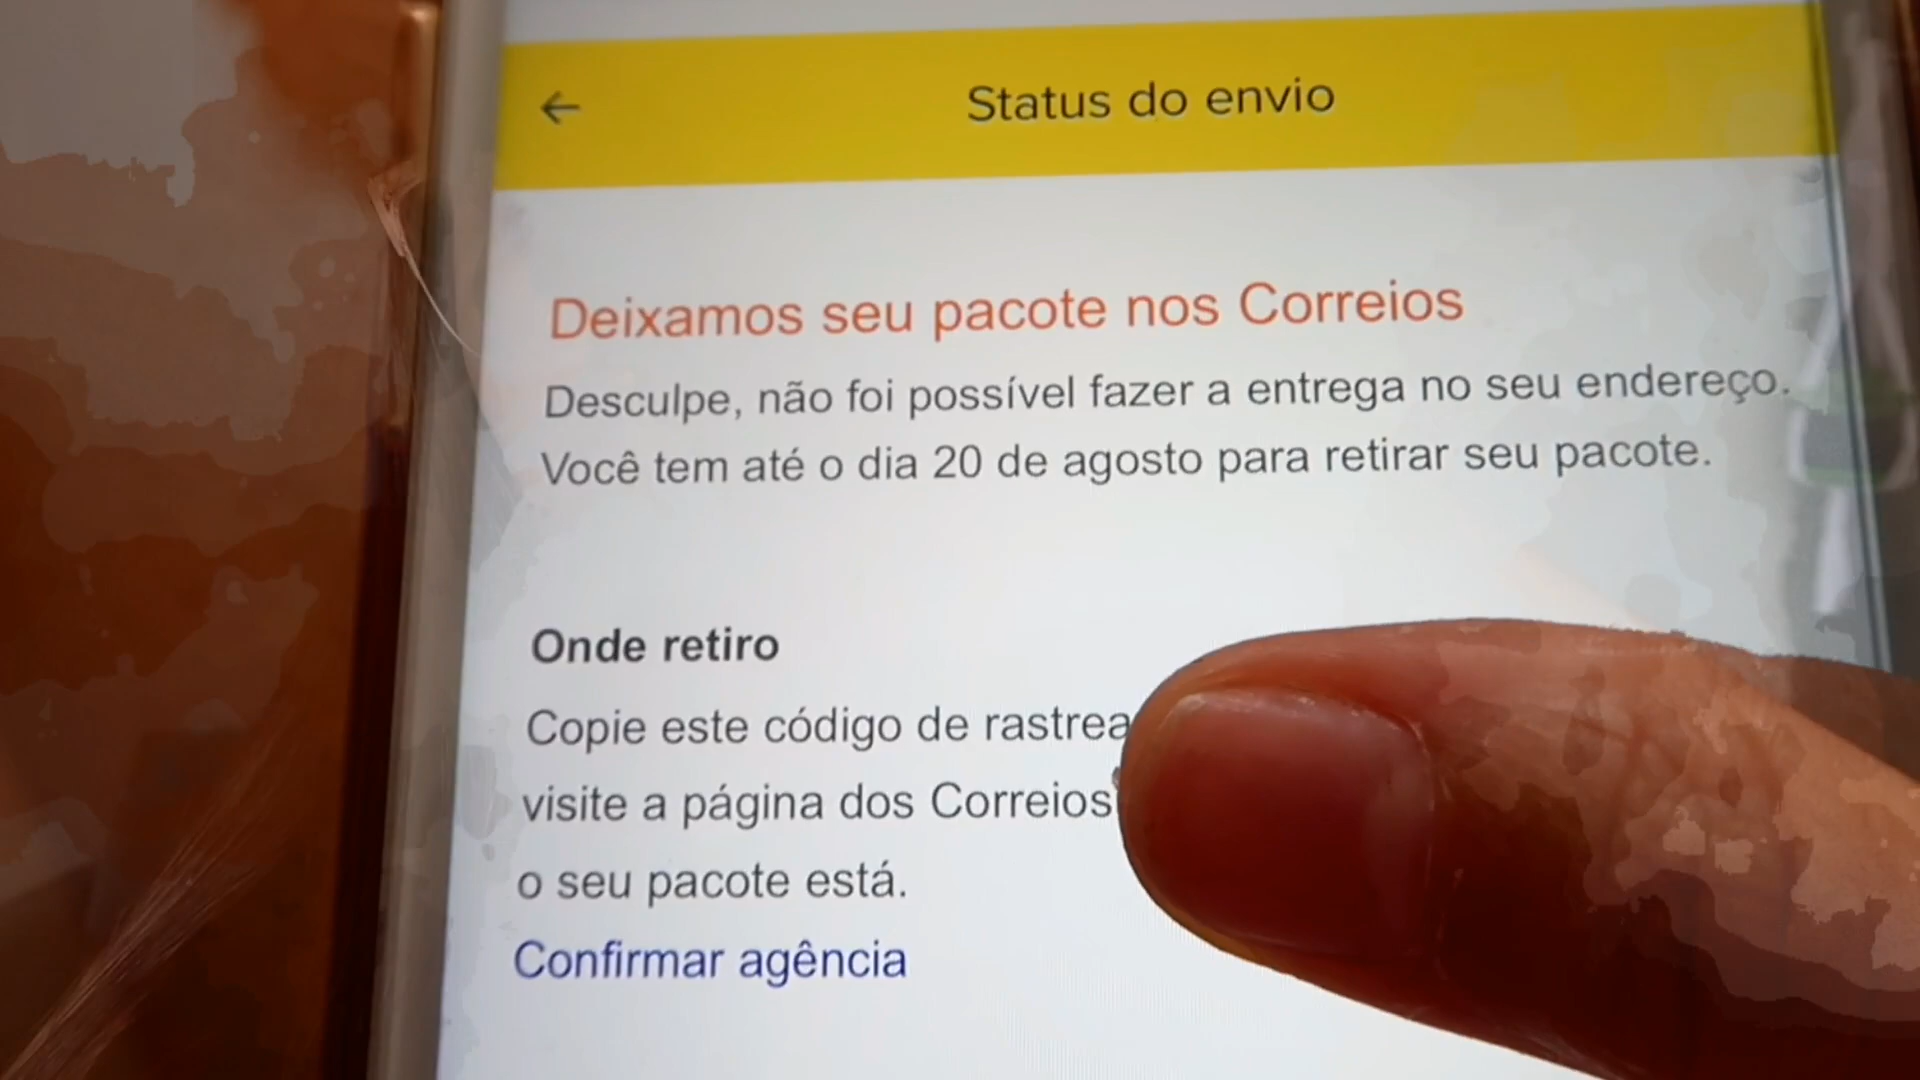 Status do envio
Deixamos seu pacote nos Correios
Desculpe, não foi possível fazer a entrega no seu endereço.
Você tem até o dia 20 de agosto para retirar seu pacote.
Onde retiro
Copie este código de
visite a página dos Correios
o seu pacote está.
Confirmar agência